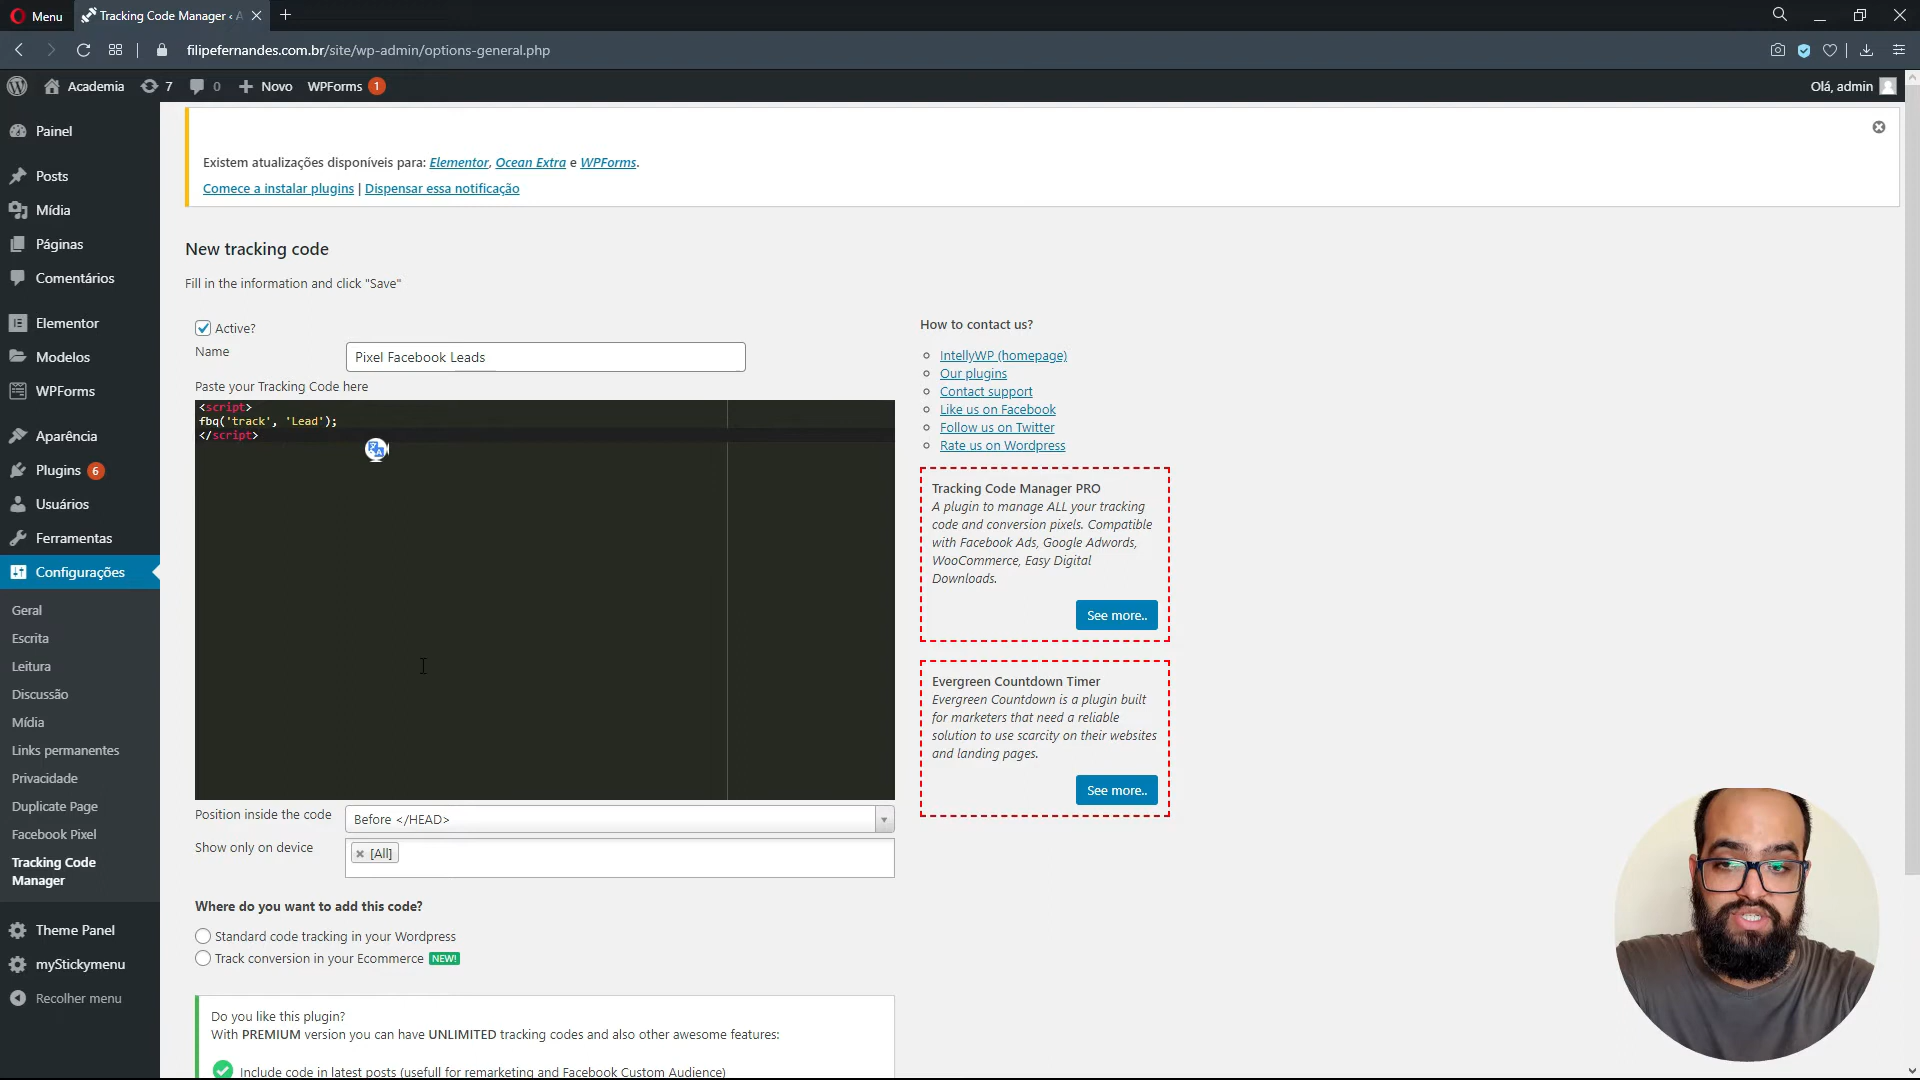 Menu
Tracking Code Manager ‹ A
filipefernandes.com.br/site/wp-admin/options-general.php
Academia
7
0
Novo
WPForms 1
Olá, admin
Painel
Posts
Mídia
Páginas
Comentários
Elementor
Modelos
WPForms
Aparência
Plugins 6
Usuários
Ferramentas
Configurações
Geral
Escrita
Leitura
Discussão
Mídia
Links permanentes
Privacidade
Duplicate Page
Facebook Pixel
Tracking Code
Manager
Theme Panel
myStickymenu
Recolher menu
Existem atualizações disponíveis para: Elementor, Ocean Extra e WPForms.
Comece a instalar plugins | Dispensar essa notificação
New tracking code
Fill in the information and click "Save"
Active?
Name
Pixel Facebook Leads
Paste your Tracking Code here
<script>
fbq('track', 'Lead');
</script>
Position inside the code
Before </HEAD>
Show only on device
[All]
Where do you want to add this code?
Standard code tracking in your Wordpress
Track conversion in your Ecommerce NEW!
Do you like this plugin?
With PREMIUM version you can have UNLIMITED tracking codes and also other awesome features:
Include code in latest posts (usefull for remarketing and Facebook Custom Audience)
How to contact us?
IntellyWP (homepage)
Our plugins
Contact support
Like us on Facebook
Follow us on Twitter
Rate us on Wordpress
Tracking Code Manager PRO
A plugin to manage ALL your tracking
code and conversion pixels. Compatible
with Facebook Ads, Google Adwords,
WooCommerce, Easy Digital
Downloads.
See more..
Evergreen Countdown Timer
Evergreen Countdown is a plugin built
for marketers that need a reliable
solution to use scarcity on their websites
and landing pages.
See more..